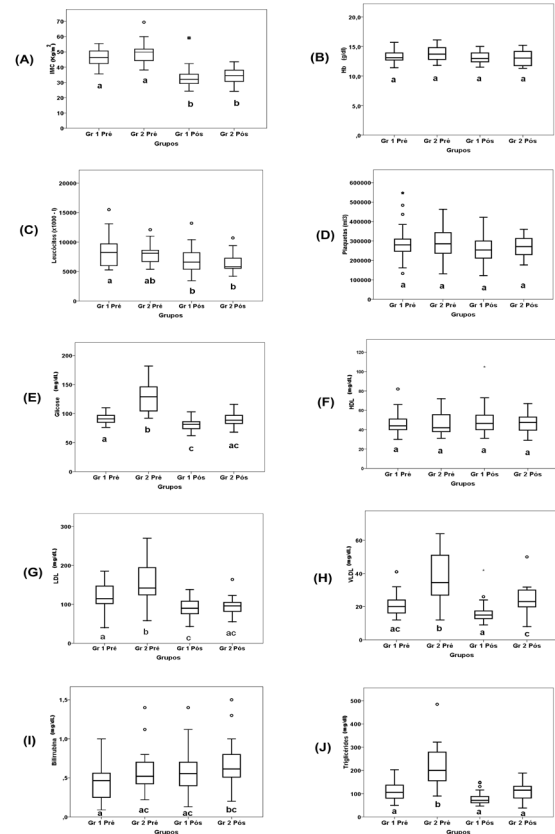 (A)
IMC (Kg/m²
70
60
50
40
30
20
10
0
a
a
b
b
Gr 1 Pré Gr 2 Pré Gr 1 Pós Gr 2 Pós
Grupos
(B)
Hb (g/dl)
15,0
10,0
5,0
,0
a
a
a
a
Gr 1 Pré Gr 2 Pré Gr 1 Pós Gr 2 Pós
Grupos
(C)
Leucócitos (x1000 - l)
20000
15000
10000
5000
0
a
ab
b
b
Gr 1 Pré Gr 2 Pré Gr 1 Pós Gr 2 Pós
Grupos
(D)
Plaquetas (ml3)
600000
500000
400000
300000
200000
100000
0
a
a
a
a
Gr 1 Pré Gr 2 Pré Gr 1 Pós Gr 2 Pós
Grupos
(E)
Glicose (mg/dL)
200
150
100
50
0
a
b
c
ac
Gr 1 Pré Gr 2 Pré Gr 1 Pós Gr 2 Pós
Grupos
(F)
HDL (mg/dL)
120
100
80
60
40
20
0
a
a
a
a
Gr 1 Pré Gr 2 Pré Gr 1 Pós Gr 2 Pós
Grupos
(G)
LDL (mg/dL)
300
200
100
0
a
b
c
ac
Gr 1 Pré Gr 2 Pré Gr 1 Pós Gr 2 Pós
Grupos
(H)
VLDL (mg/dL)
60
40
20
0
ac
b
a
c
Gr 1 Pré Gr 2 Pré Gr 1 Pós Gr 2 Pós
Grupos
(I)
Bilirrubina (mg/dL)
1,5
1,0
,5
,0
a
ac
ac
bc
Gr 1 Pré Gr 2 Pré Gr 1 Pós Gr 2 Pós
Grupos
(J)
Triglicérides (mg/dl)
500
400
300
200
100
0
a
b
c
a
Gr 1 Pré Gr 2 Pré Gr 1 Pós Gr 2 Pós
Grupos